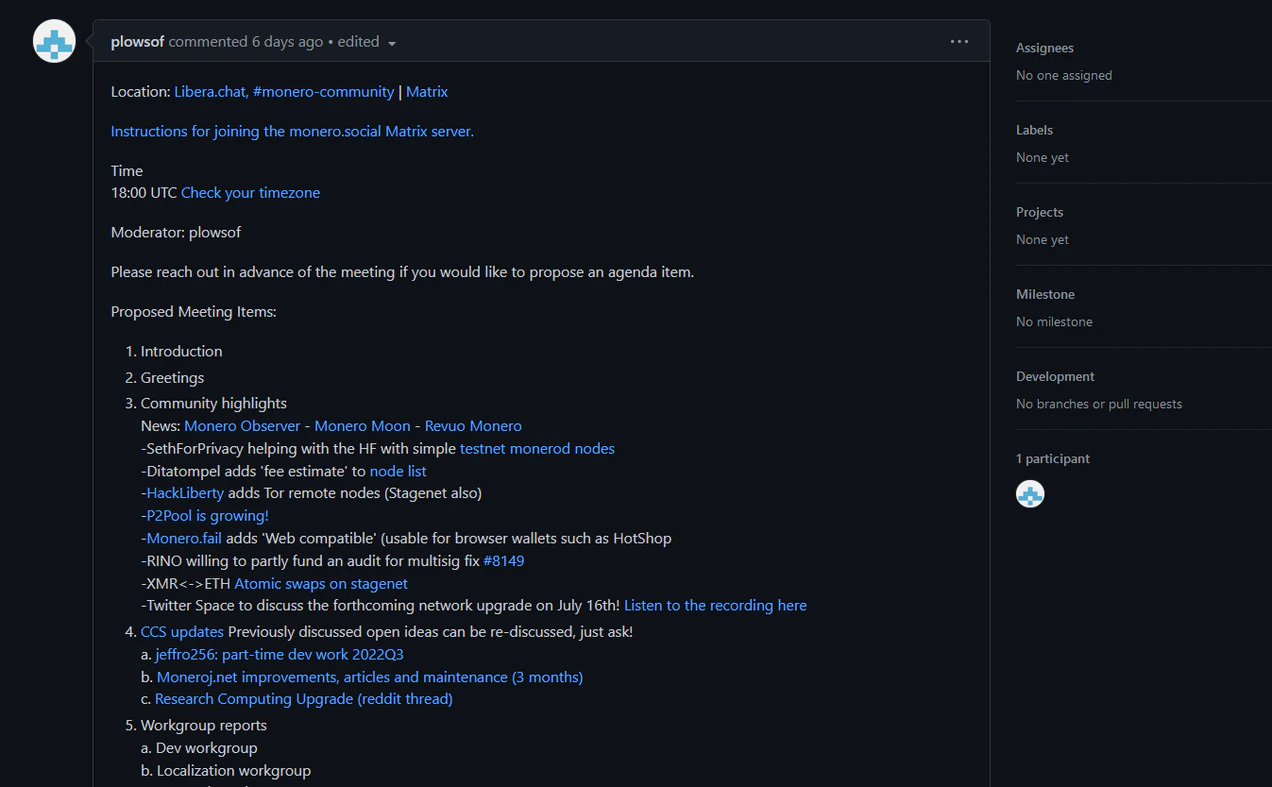 plowsof commented 6 days ago • edited
Location: Libera.chat, #monero-community | Matrix
Instructions for joining the monero.social Matrix server.
Time
18:00 UTC Check your timezone
Moderator: plowsof
Please reach out in advance of the meeting if you would like to propose an agenda item.
Proposed Meeting Items:
1. Introduction
2. Greetings
3. Community highlights
News: Monero Observer - Monero Moon - Revuo Monero
-SethForPrivacy helping with the HF with simple testnet monerod nodes
-Ditatompel adds 'fee estimate' to node list
-HackLiberty adds Tor remote nodes (Stagenet also)
-P2Pool is growing!
-Monero.fail adds 'Web compatible' (usable for browser wallets such as HotShop
-RINO willing to partly fund an audit for multisig fix #8149
-XMR<->ETH Atomic swaps on stagenet
-Twitter Space to discuss the forthcoming network upgrade on July 16th! Listen to the recording here
4. CCS updates Previously discussed open ideas can be re-discussed, just ask!
a. jeffro256: part-time dev work 2022Q3
b. Moneroj.net improvements, articles and maintenance (3 months)
c. Research Computing Upgrade (reddit thread)
5. Workgroup reports
a. Dev workgroup
b. Localization workgroup
Assignees
No one assigned
Labels
None yet
Projects
None yet
Milestone
No milestone
Development
No branches or pull requests
1 participant